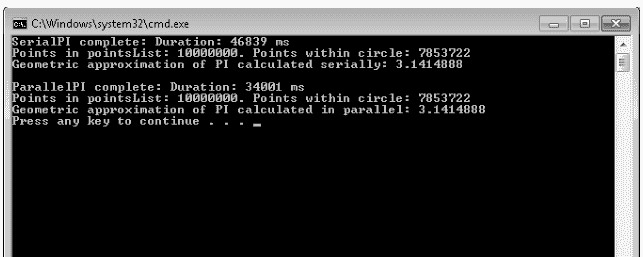 C:\Windows\system32\cmd.exe
SerialPI complete: Duration: 46839 ms
Points in pointsList: 10000000. Points within circle: 7853722
Geometric approximation of PI calculated serially: 3.1414888
ParallelPI complete: Duration: 34001 ms
Points in pointsList: 10000000. Points within circle: 7853722
Geometric approximation of PI calculated in parallel: 3.1414888
Press any key to continue . . . _